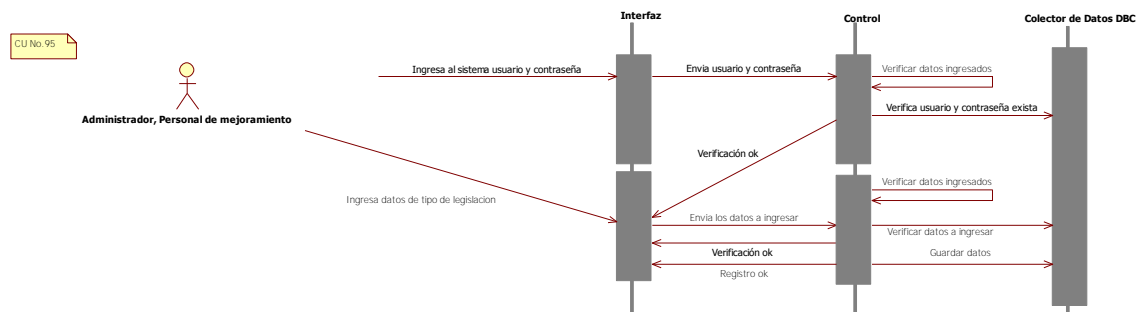 Interfaz
Control
Colector de Datos DBC
CU No.95
Ingresa al sistema usuario y contraseña
Envia usuario y contraseña
Verificar datos ingresados
Verifica usuario y contraseña exista
Administrador, Personal de mejoramiento
Verificación ok
Verificar datos ingresados
Ingresa datos de tipo de legislacion
Envia los datos a ingresar
Verificar datos a ingresar
Verificación ok
Guardar datos
Registro ok